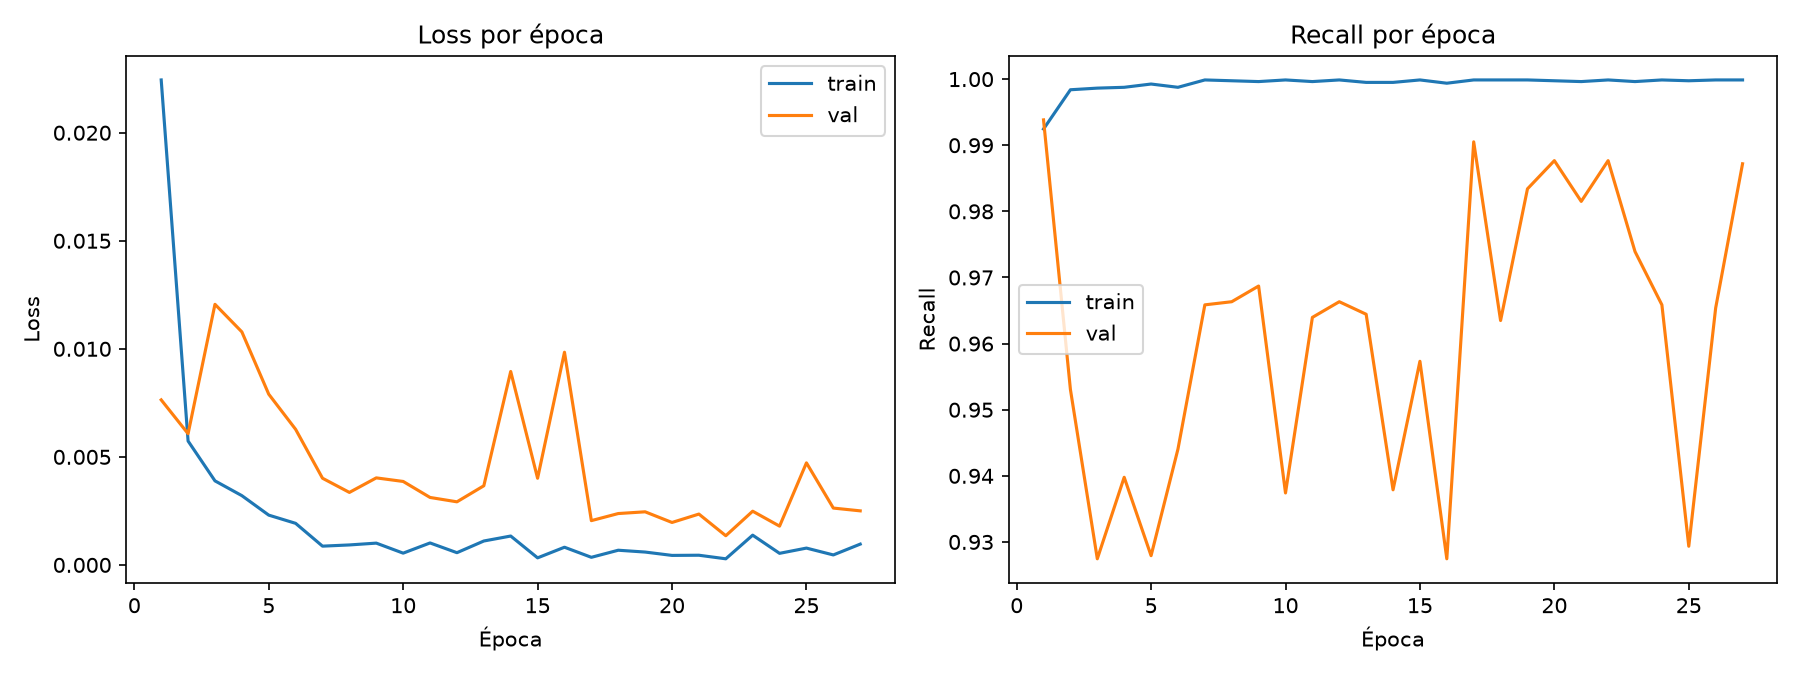 Loss por época
Loss
0.020
0.015
0.010
0.005
0.000
0 5 10 15 20 25
Época
train
val
Recall por época
Recall
1.00
0.99
0.98
0.97
0.96
0.95
0.94
0.93
0 5 10 15 20 25
Época
train
val